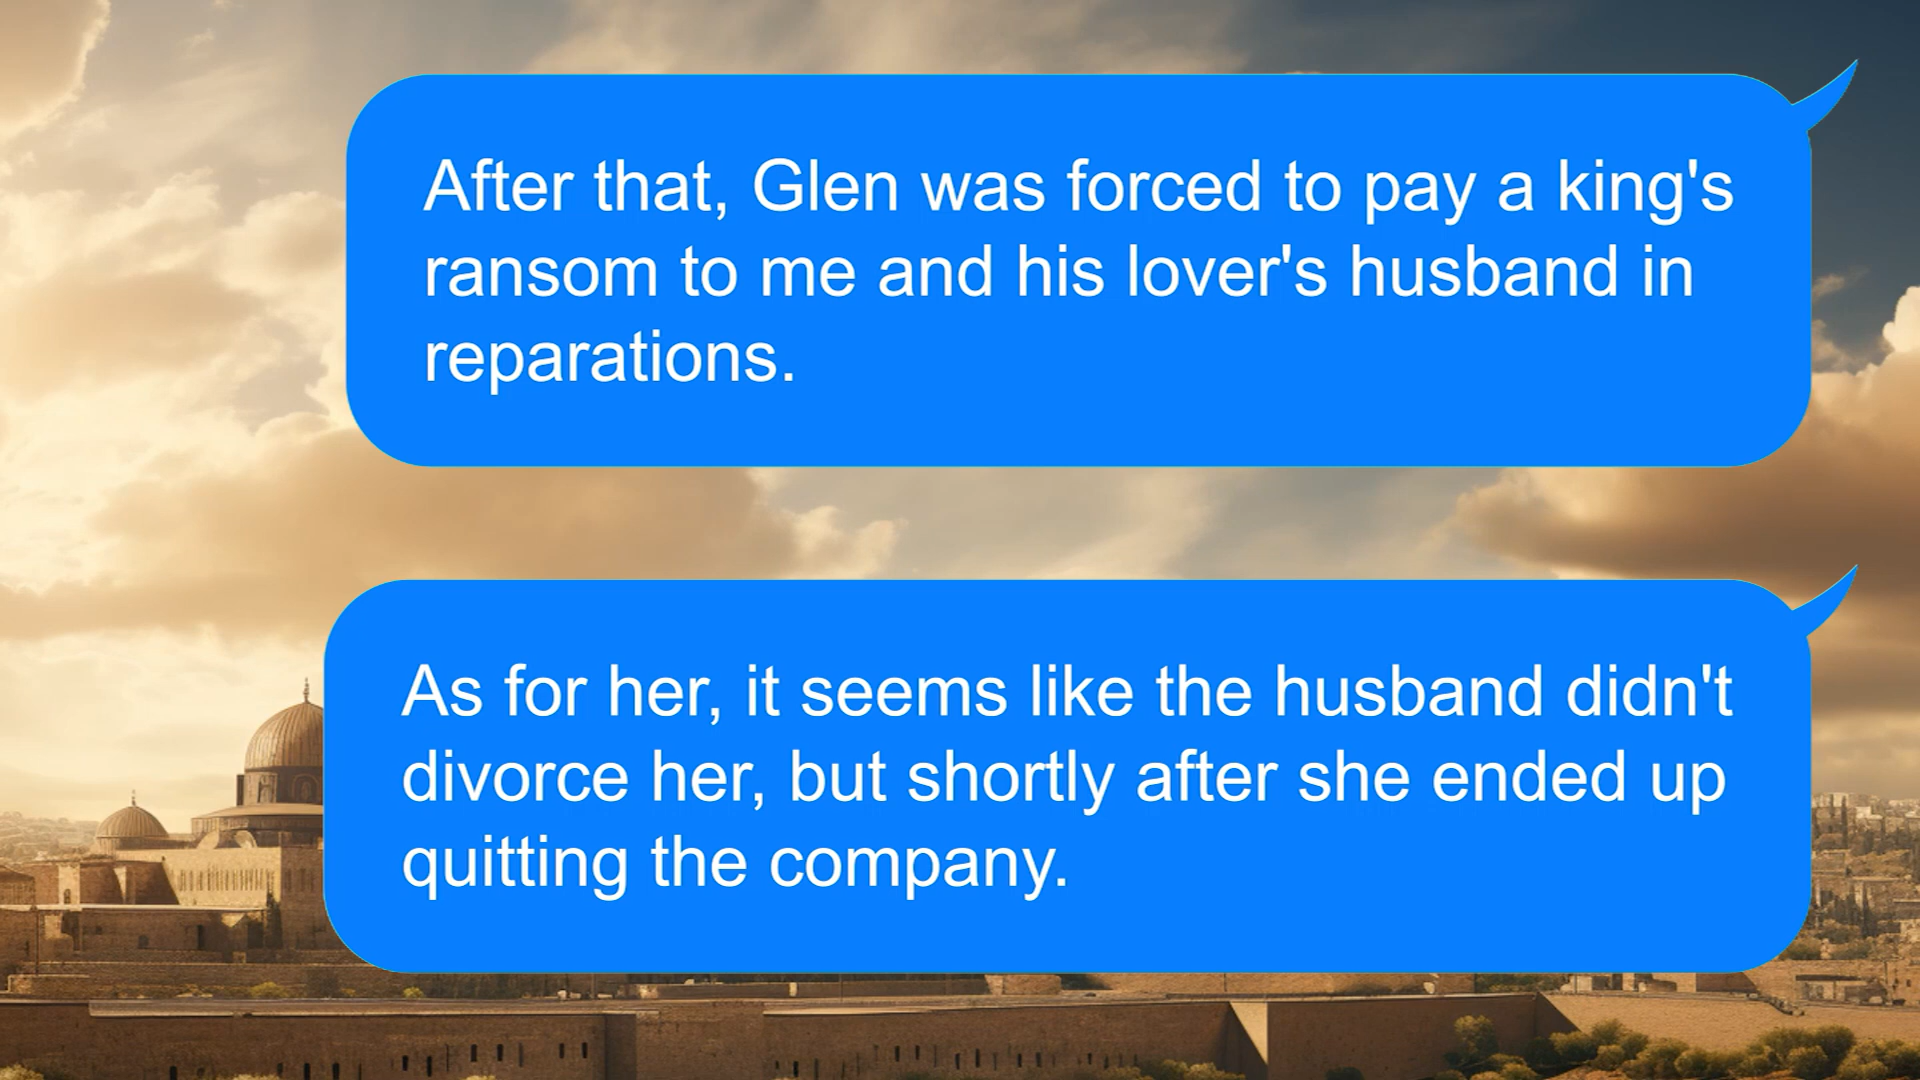 After that, Glen was forced to pay a king's
ransom to me and his lover's husband in
reparations.
As for her, it seems like the husband didn't
divorce her, but shortly after she ended up
quitting the company.